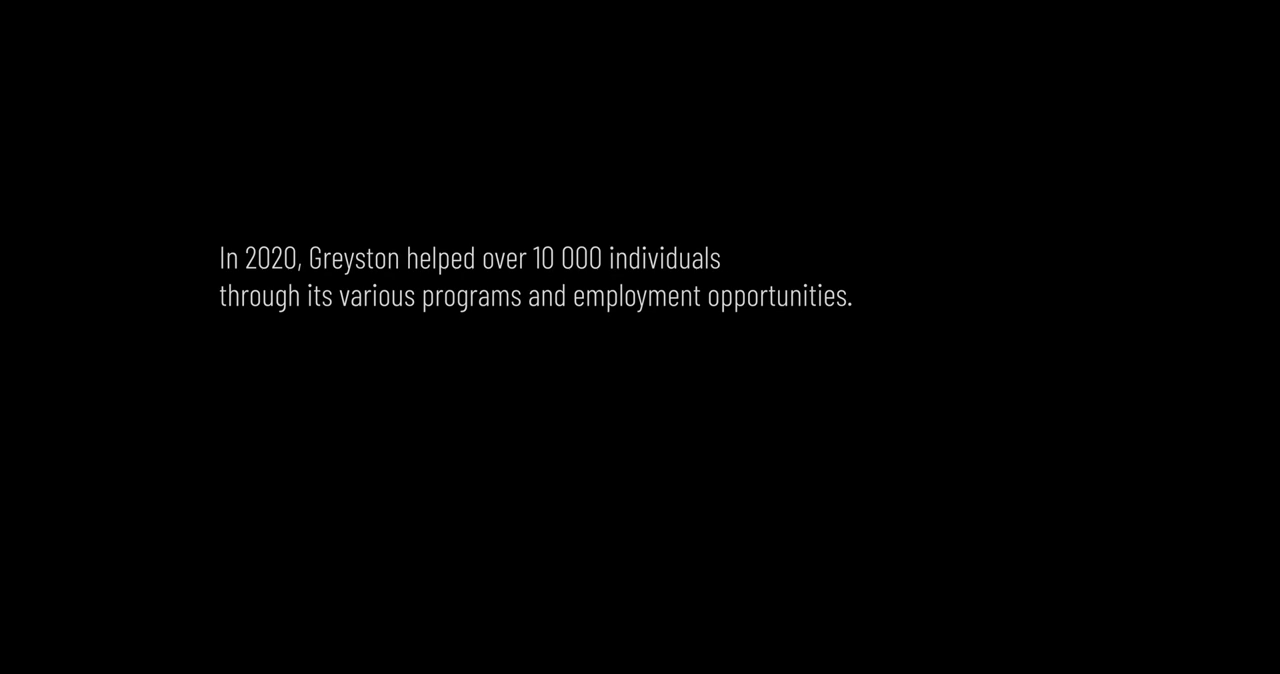 In 2020, Greyston helped over 10 000 individuals
through its various programs and employment opportunities.